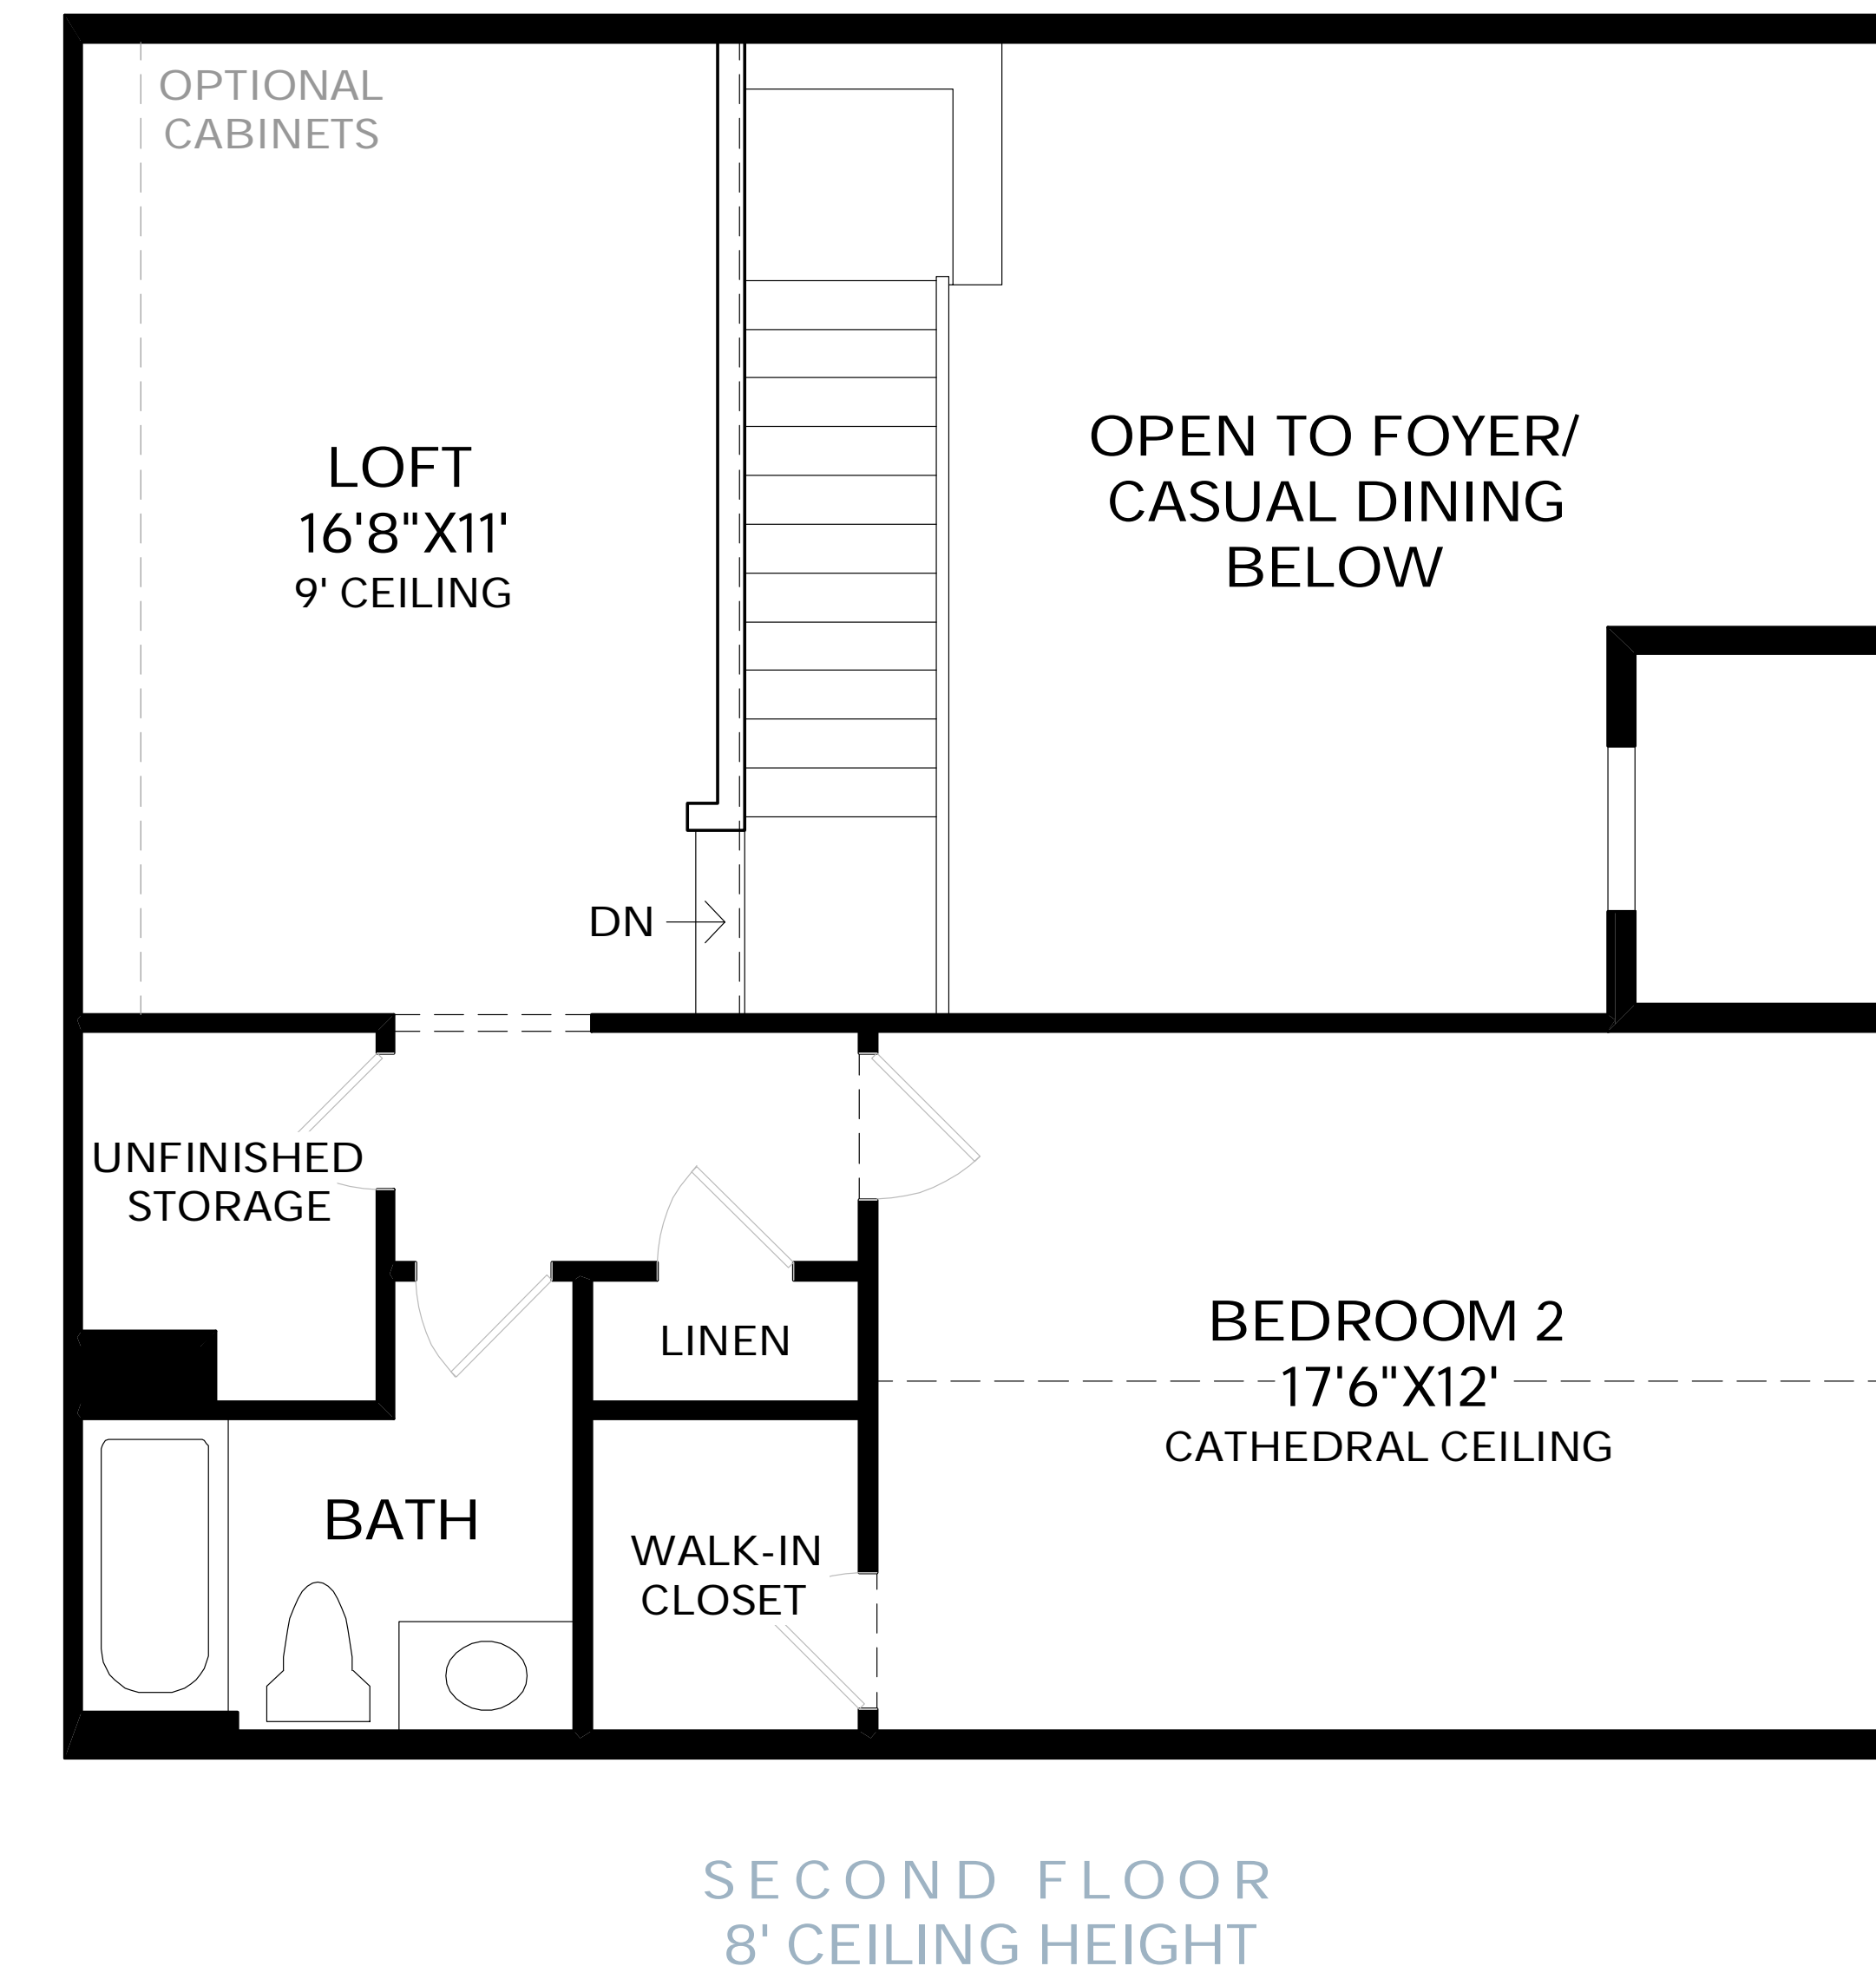 OPTIONAL
CABINETS
LOFT
16'8"X11'
9' CEILING
OPEN TO FOYER/
CASUAL DINING
BELOW
DN
UNFINISHED
STORAGE
LINEN
BEDROOM 2
17'6"X12'
CATHEDRAL CEILING
BATH
WALK-IN
CLOSET
SECOND FLOOR
8' CEILING HEIGHT